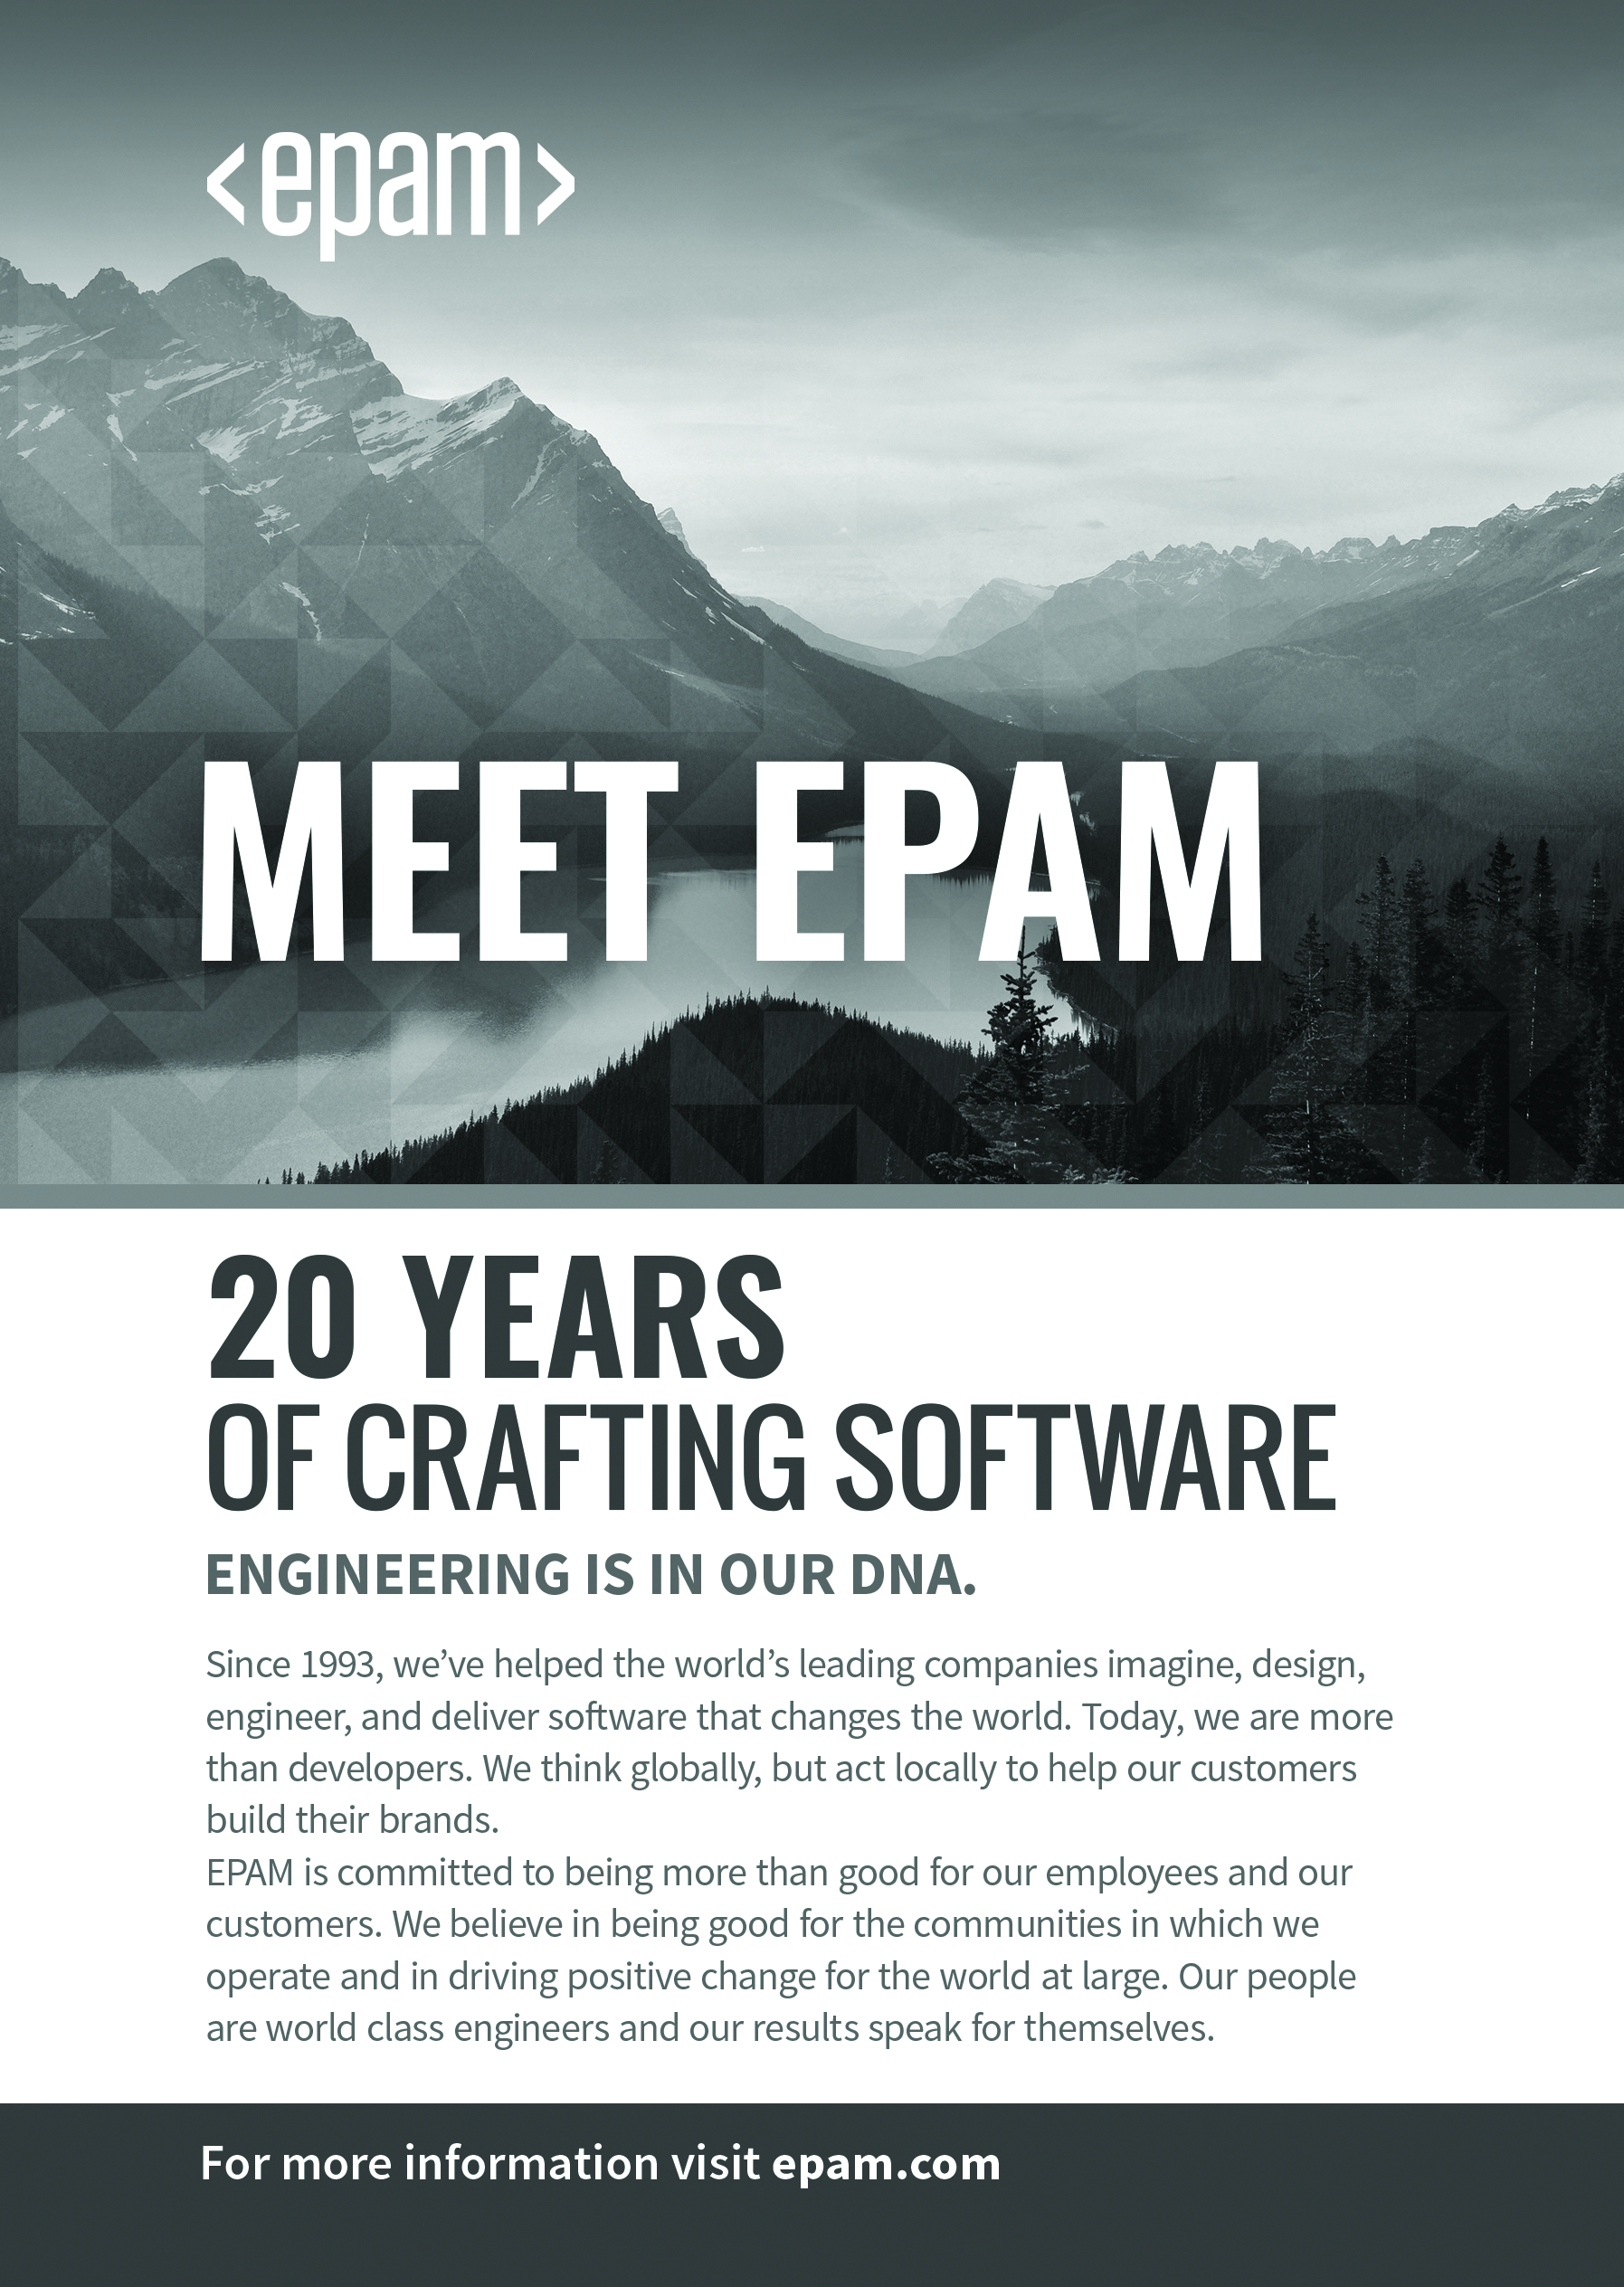 <epam>
MEET EPAM
20 YEARS
OF CRAFTING SOFTWARE
ENGINEERING IS IN OUR DNA.
Since 1993, we’ve helped the world’s leading companies imagine, design,
engineer, and deliver software that changes the world. Today, we are more
than developers. We think globally, but act locally to help our customers
build their brands.
EPAM is committed to being more than good for our employees and our
customers. We believe in being good for the communities in which we
operate and in driving positive change for the world at large. Our people
are world class engineers and our results speak for themselves.
For more information visit epam.com